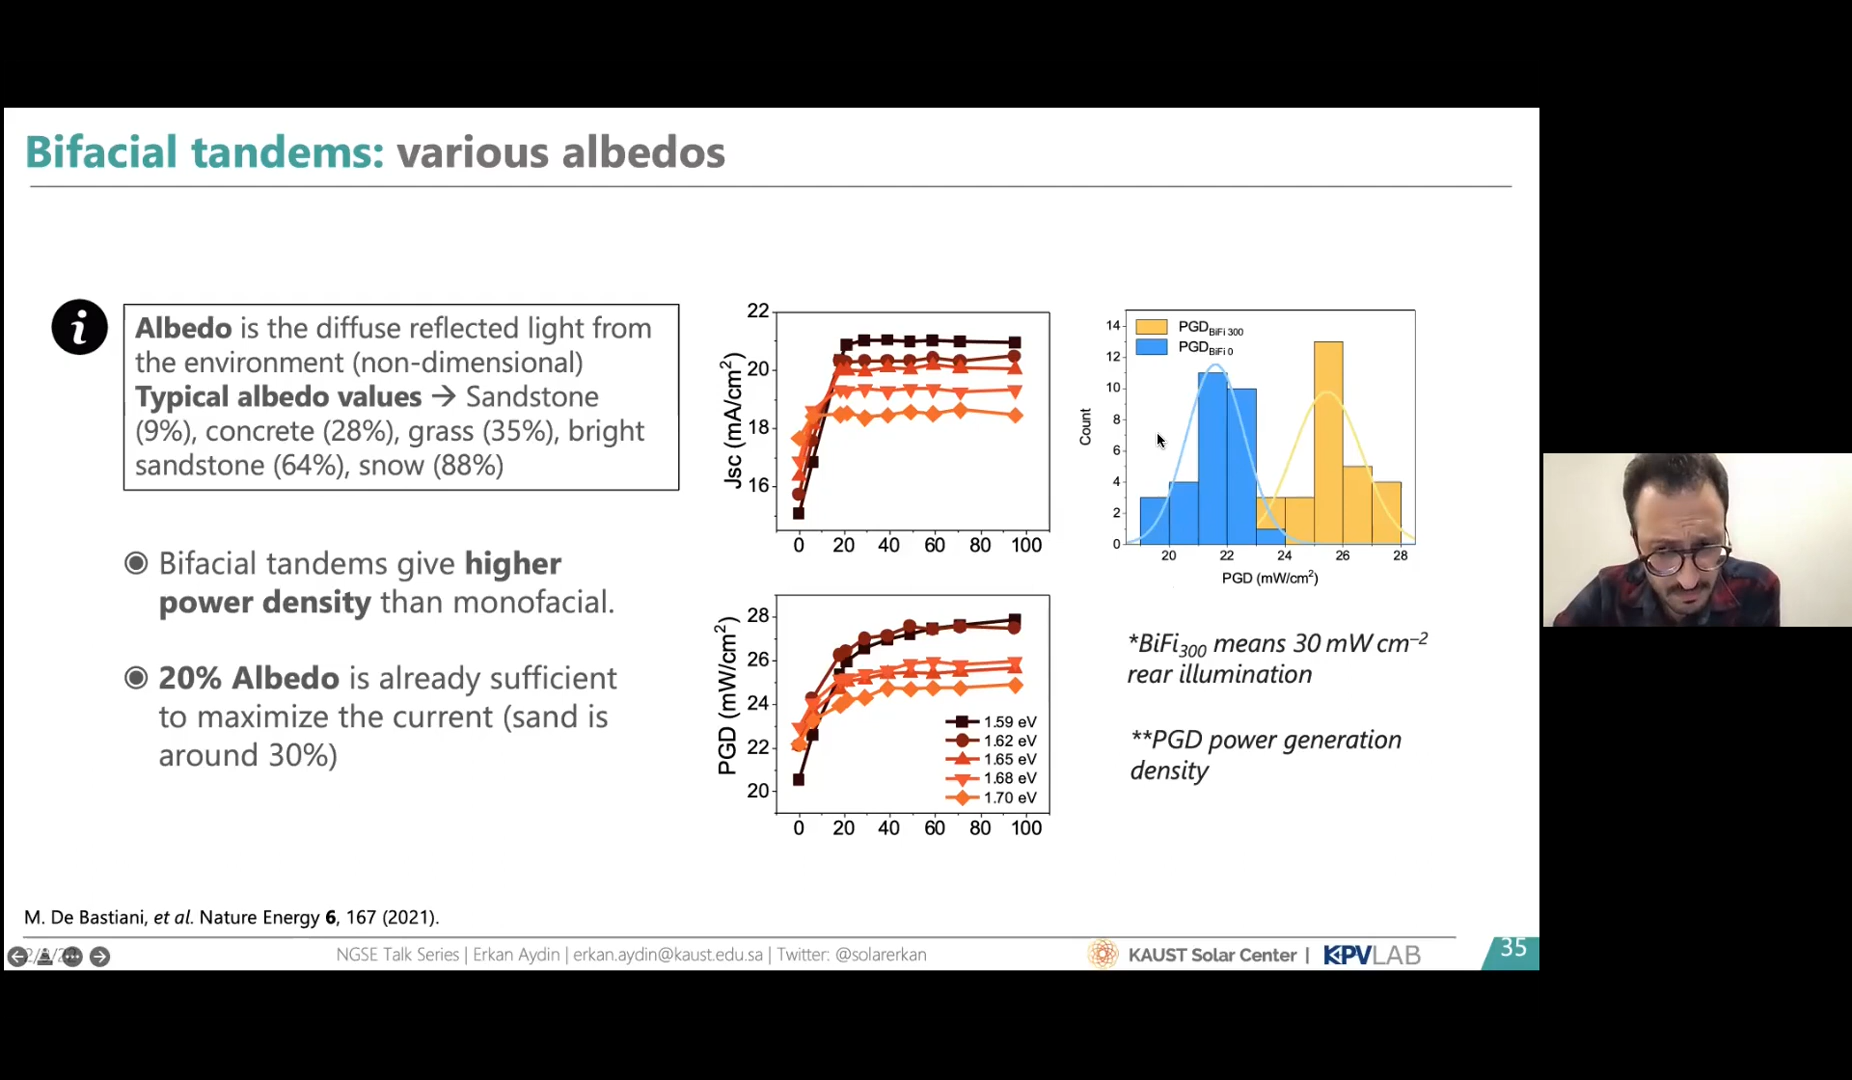 Bifacial tandems: various albedos
i
Albedo is the diffuse reflected light from
the environment (non-dimensional)
Typical albedo values → Sandstone
(9%), concrete (28%), grass (35%), bright
sandstone (64%), snow (88%)
Bifacial tandems give higher
power density than monofacial.
20% Albedo is already sufficient
to maximize the current (sand is
around 30%)
22
20
18
16
Jsc (mA/cm²)
0 20 40 60 80 100
28
26
24
22
20
PGD (mW/cm²)
1.59 eV
1.62 eV
1.65 eV
1.68 eV
1.70 eV
0 20 40 60 80 100
14
12
10
8
6
4
2
0
Count
PGD BiFi 300
PGD BiFi 0
20 22 24 26 28
PGD (mW/cm²)
*BiFi₃₀₀ means 30 mW cm⁻²
rear illumination
**PGD power generation
density
M. De Bastiani, et al. Nature Energy 6, 167 (2021).
NGSE Talk Series | Erkan Aydin | erkan.aydin@kaust.edu.sa | Twitter: @solarerkan
KAUST Solar Center | KPVLAB
35